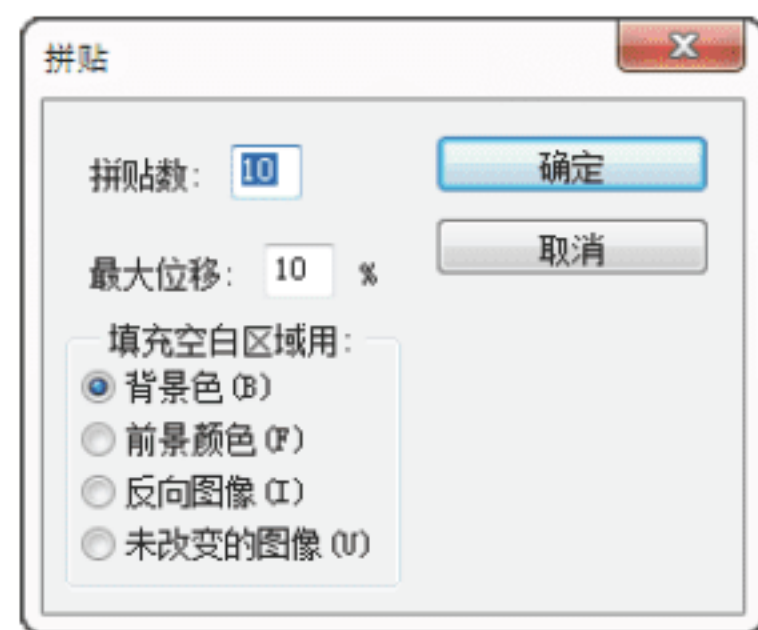 拼贴
拼贴数: 10
确定
最大位移: 10 %
取消
填充空白区域用:
背景色(B)
前景颜色(F)
反向图像(I)
未改变的图像(U)